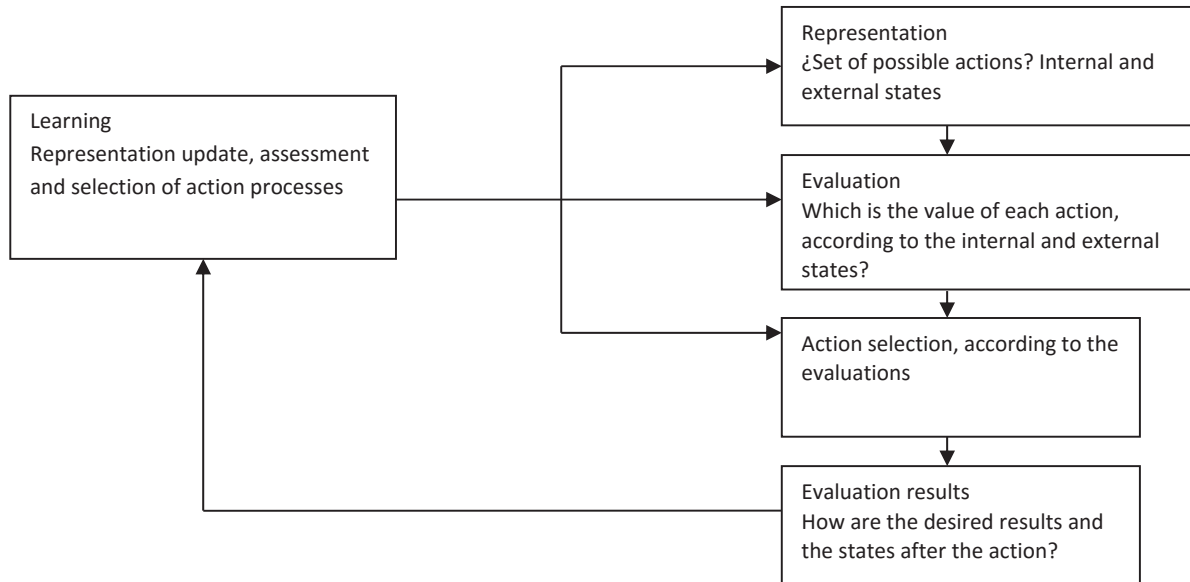 Representation
¿Set of possible actions? Internal and
external states
Learning
Representation update, assessment
and selection of action processes
Evaluation
Which is the value of each action,
according to the internal and external
states?
Action selection, according to the
evaluations
Evaluation results
How are the desired results and
the states after the action?